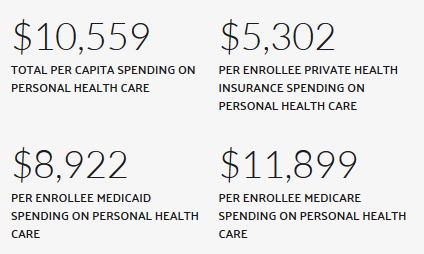 $10,559
TOTAL PER CAPITA SPENDING ON
PERSONAL HEALTH CARE
$5,302
PER ENROLLEE PRIVATE HEALTH
INSURANCE SPENDING ON
PERSONAL HEALTH CARE
$8,922
PER ENROLLEE MEDICAID
SPENDING ON PERSONAL HEALTH
CARE
$11,899
PER ENROLLEE MEDICARE
SPENDING ON PERSONAL HEALTH
CARE